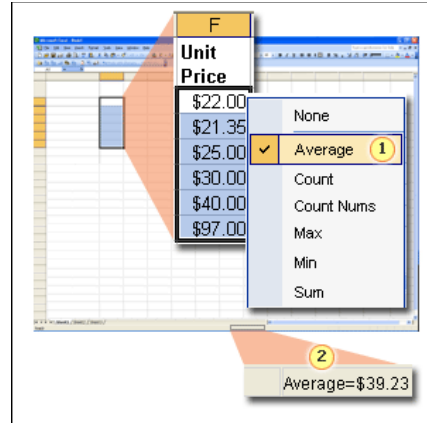 F
Unit
Price
$22.00
$21.35
$25.00
$30.00
$40.00
$97.00
None
✓ Average 1
Count
Count Nums
Max
Min
Sum
2
Average=$39.23